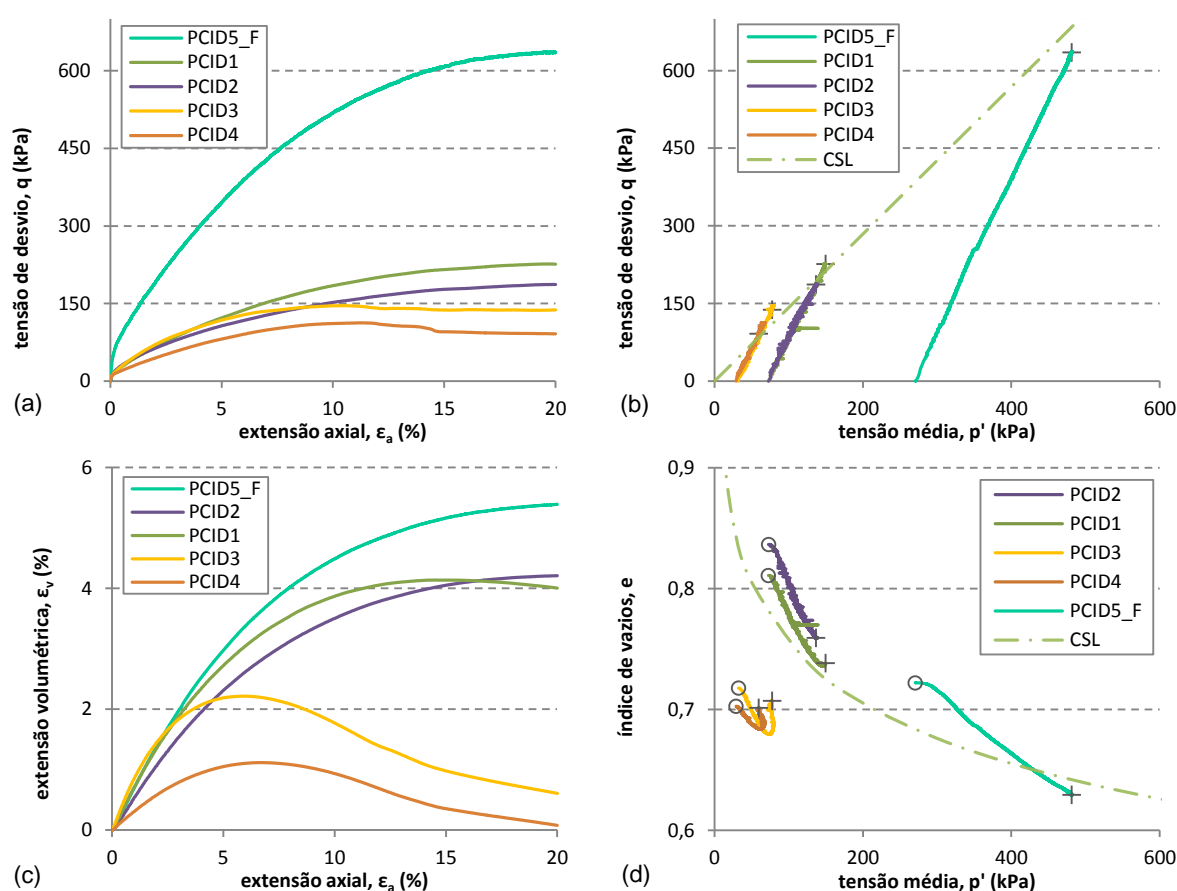 PCID5_F
PCID1
PCID2
PCID3
PCID4
600
450
300
150
0
0
5
10
15
20
tensão de desvio, q (kPa)
extensão axial, εa (%)
(a)
PCID5_F
PCID1
PCID2
PCID3
PCID4
CSL
600
450
300
150
0
0
200
400
600
tensão de desvio, q (kPa)
tensão média, p' (kPa)
(b)
PCID5_F
PCID2
PCID1
PCID3
PCID4
6
4
2
0
0
5
10
15
20
extensão volumétrica, εv (%)
extensão axial, εa (%)
(c)
PCID2
PCID1
PCID3
PCID4
PCID5_F
CSL
0,9
0,8
0,7
0,6
0
200
400
600
índice de vazios, e
tensão média, p' (kPa)
(d)